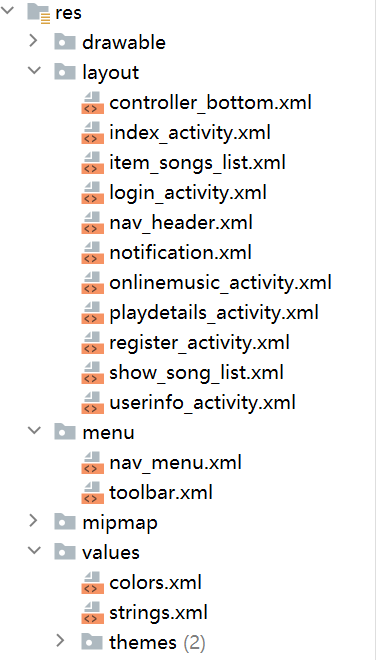 res
drawable
layout
controller_bottom.xml
index_activity.xml
item_songs_list.xml
login_activity.xml
nav_header.xml
notification.xml
onlinemusic_activity.xml
playdetails_activity.xml
register_activity.xml
show_song_list.xml
userinfo_activity.xml
menu
nav_menu.xml
toolbar.xml
mipmap
values
colors.xml
strings.xml
themes (2)